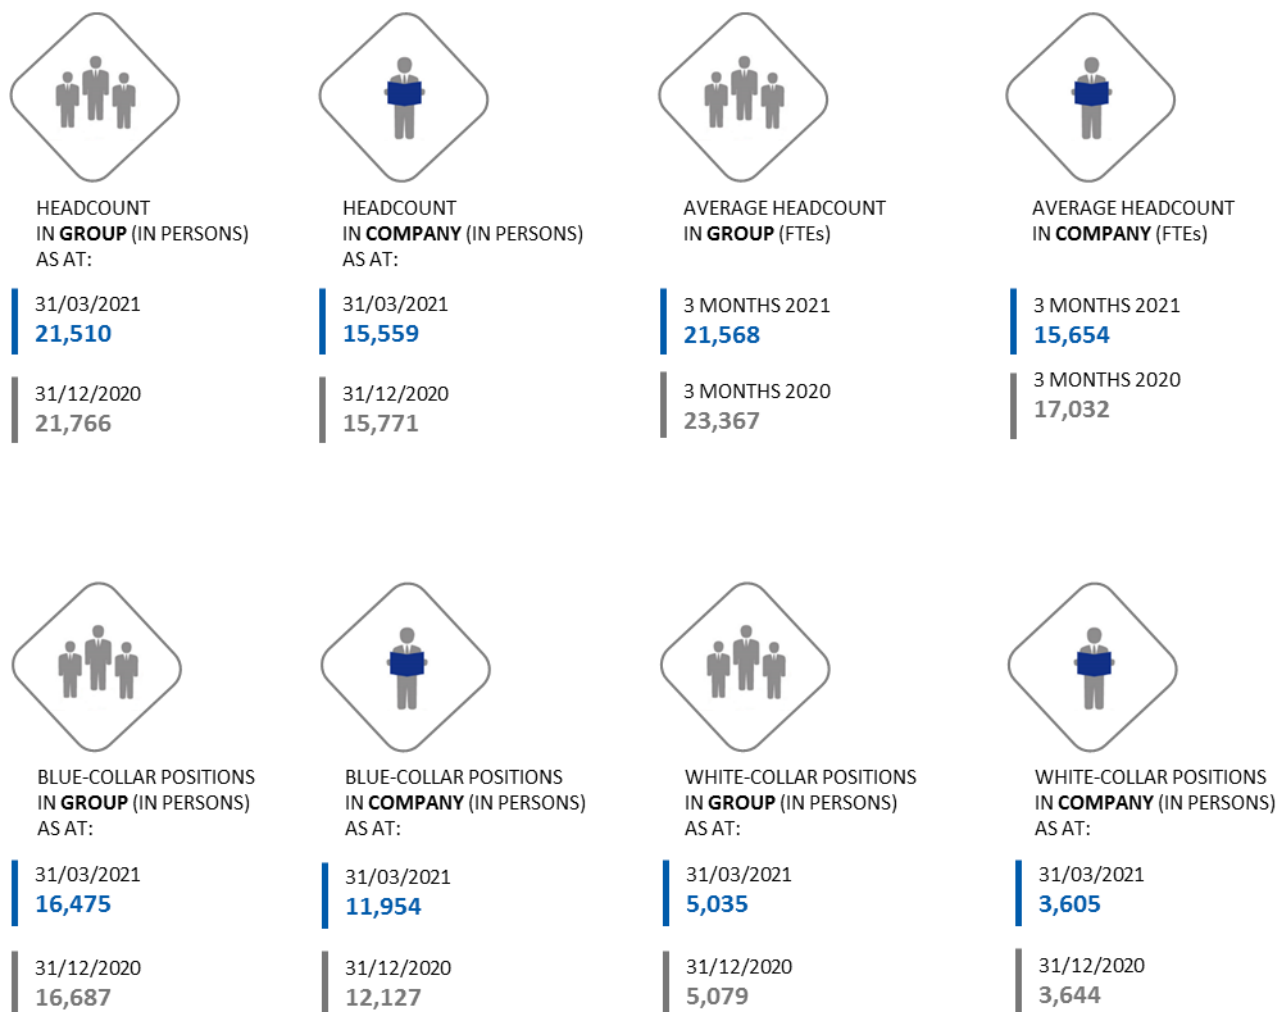 HEADCOUNT
IN GROUP (IN PERSONS)
AS AT:
31/03/2021
21,510
31/12/2020
21,766
HEADCOUNT
IN COMPANY (IN PERSONS)
AS AT:
31/03/2021
15,559
31/12/2020
15,771
AVERAGE HEADCOUNT
IN GROUP (FTEs)
3 MONTHS 2021
21,568
3 MONTHS 2020
23,367
AVERAGE HEADCOUNT
IN COMPANY (FTEs)
3 MONTHS 2021
15,654
3 MONTHS 2020
17,032
BLUE-COLLAR POSITIONS
IN GROUP (IN PERSONS)
AS AT:
31/03/2021
16,475
31/12/2020
16,687
BLUE-COLLAR POSITIONS
IN COMPANY (IN PERSONS)
AS AT:
31/03/2021
11,954
31/12/2020
12,127
WHITE-COLLAR POSITIONS
IN GROUP (IN PERSONS)
AS AT:
31/03/2021
5,035
31/12/2020
5,079
WHITE-COLLAR POSITIONS
IN COMPANY (IN PERSONS)
AS AT:
31/03/2021
3,605
31/12/2020
3,644